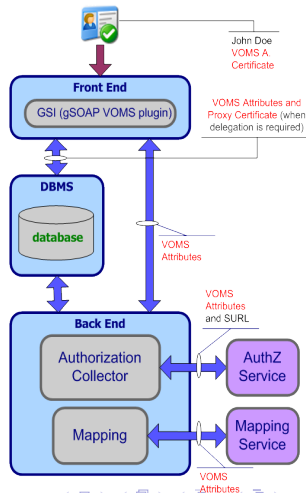 John Doe
VOMS A.
Certificate
Front End
GSI (gSOAP VOMS plugin)
VOMS Attributes and
Proxy Certificate (when
delegation is required)
DBMS
database
VOMS
Attributes
VOMS
Attributes
and SURL
Back End
Authorization
Collector
AuthZ
Service
Mapping
Mapping
Service
VOMS
Attributes